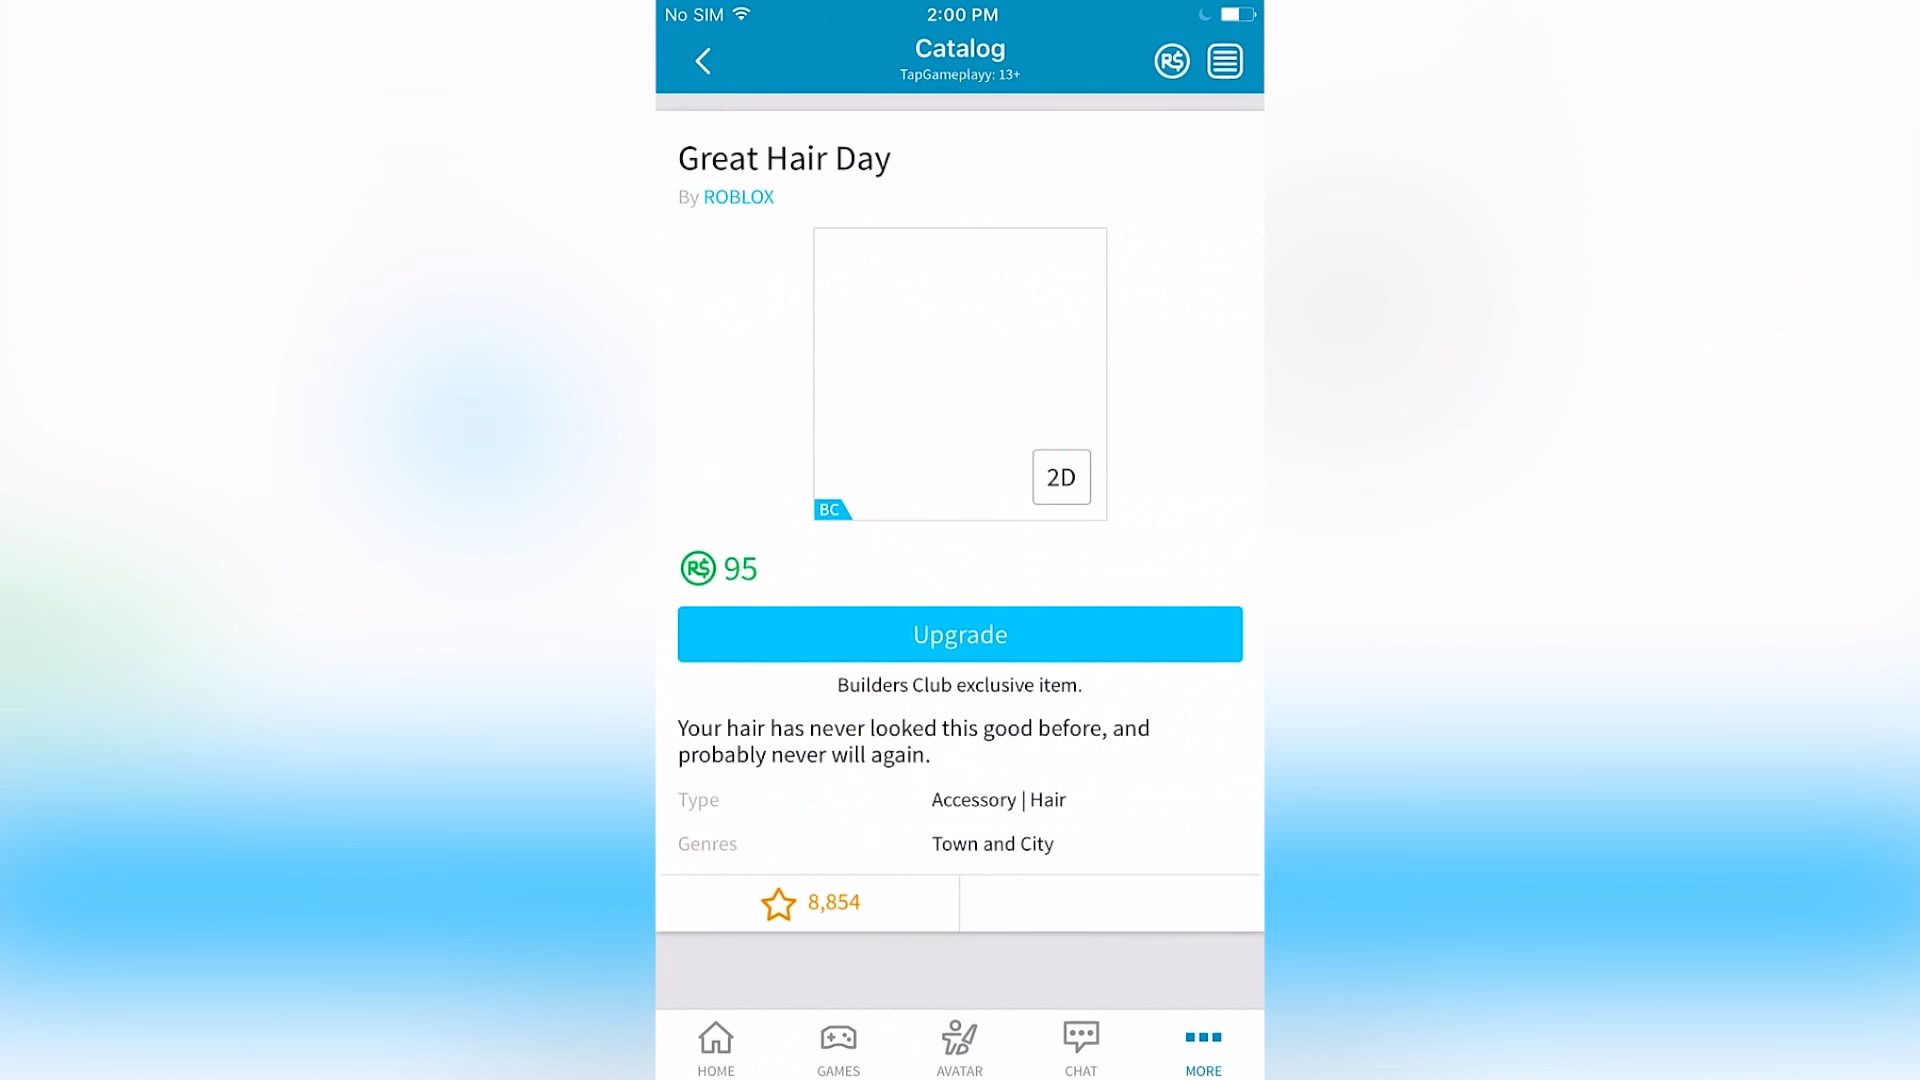 No SIM
2:00 PM
Catalog
TapGameplayy: 13+
R$
Great Hair Day
By ROBLOX
2D
BC
R$ 95
Upgrade
Builders Club exclusive item.
Your hair has never looked this good before, and
probably never will again.
Type Accessory | Hair
Genres Town and City
8,854
HOME GAMES AVATAR CHAT MORE